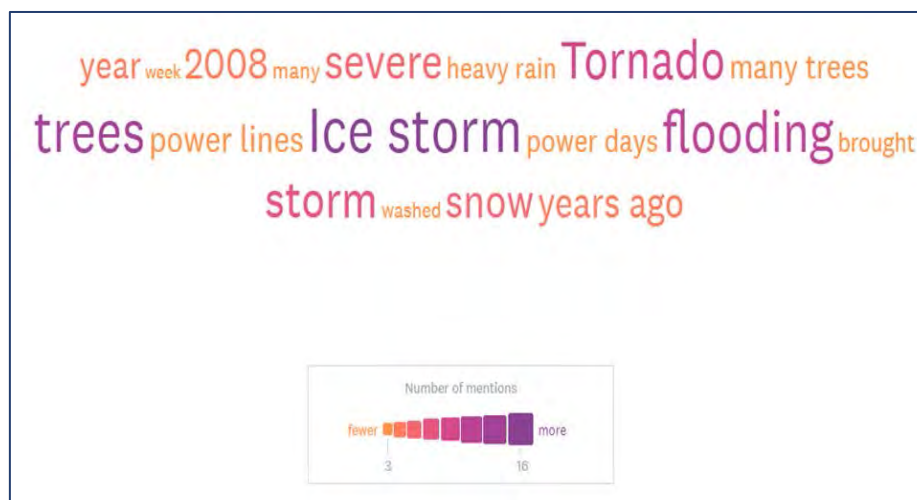 year week 2008 many severe heavy rain Tornado many trees
trees power lines Ice storm power days flooding brought
storm washed snow years ago
Number of mentions
fewer more
3 16